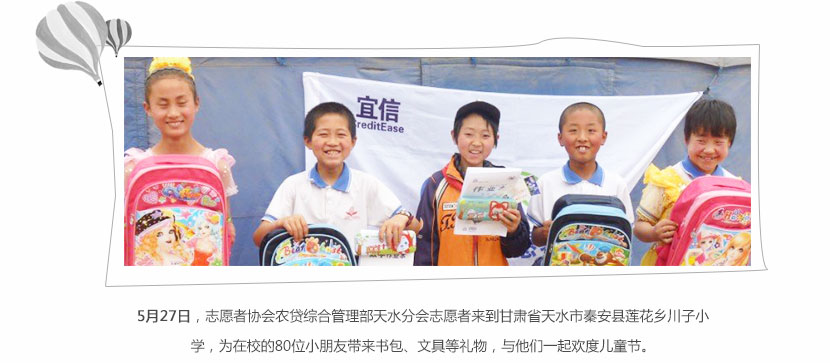 宜信
CreditEase
作业
5月27日，志愿者协会农贷综合管理部天水分会志愿者来到甘肃省天水市秦安县莲花乡川子小
学，为在校的80位小朋友带来书包、文具等礼物，与他们一起欢度儿童节。